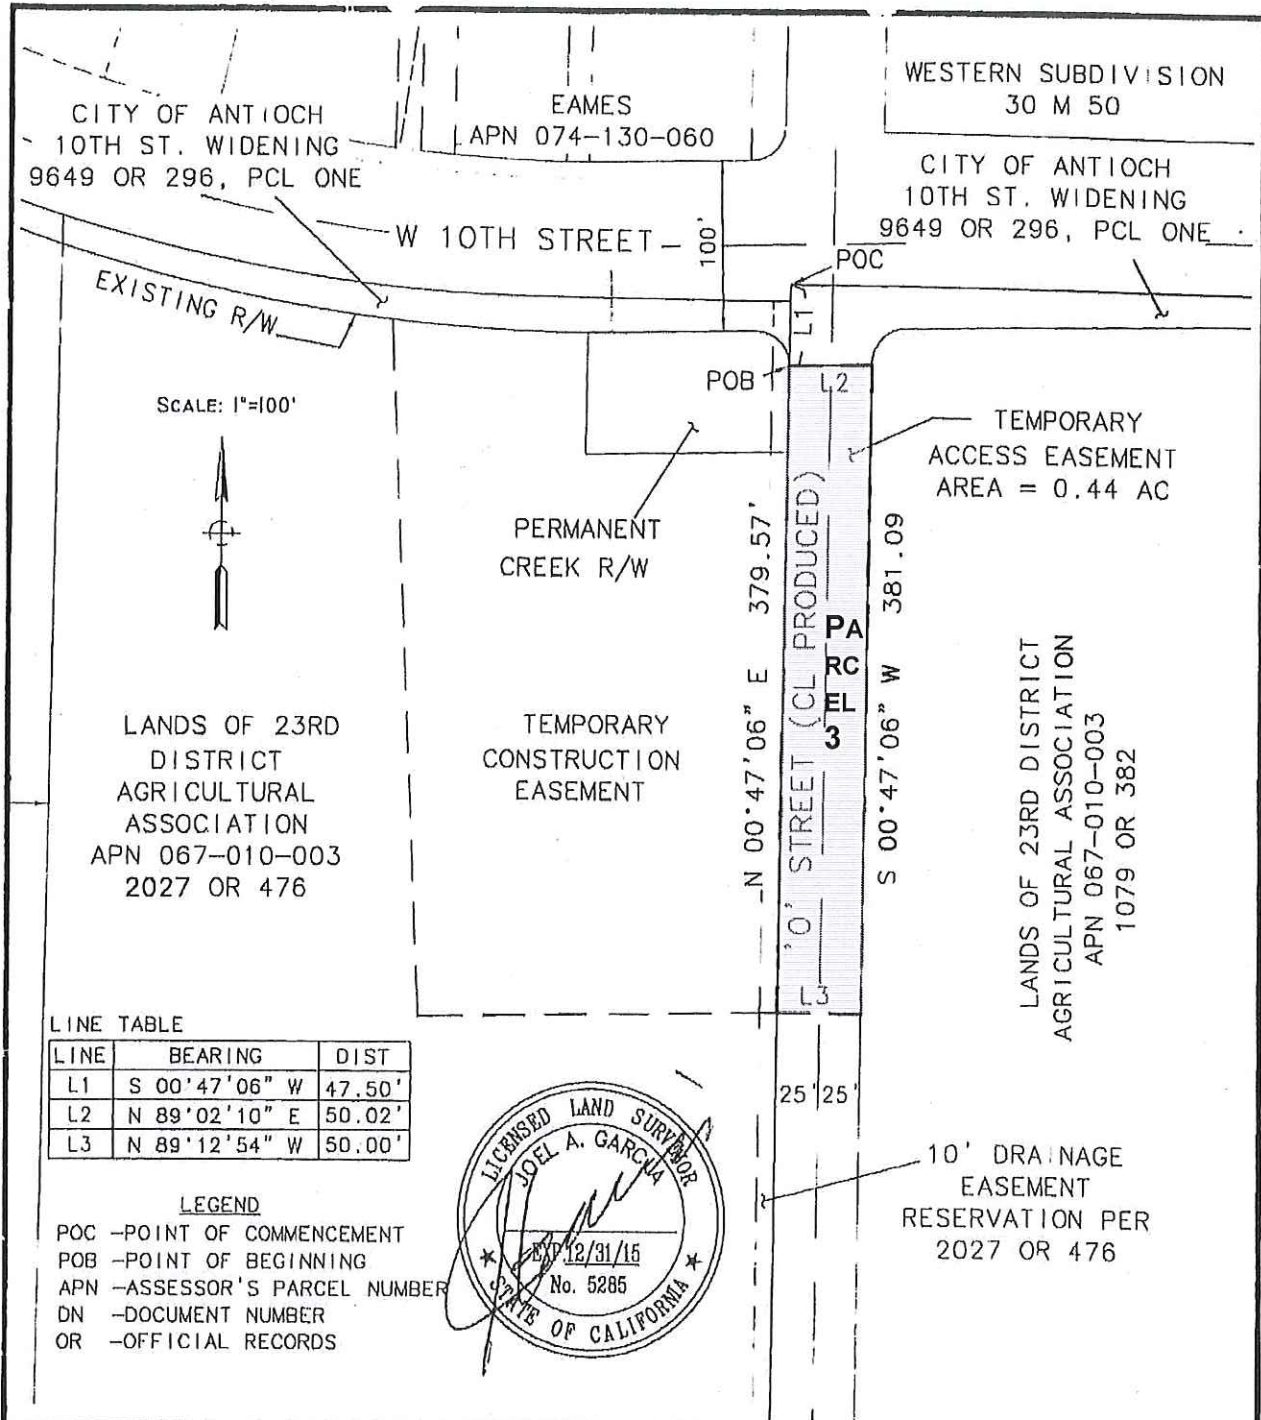 CITY OF ANTIOCH
10TH ST. WIDENING
9649 OR 296, PCL ONE
EAMES
APN 074-130-060
WESTERN SUBDIVISION
30 M 50
CITY OF ANTIOCH
10TH ST. WIDENING
9649 OR 296, PCL ONE
W 10TH STREET
100'
POC
EXISTING R/W
L1
POB
L2
SCALE: 1"=100'
TEMPORARY
ACCESS EASEMENT
AREA = 0.44 AC
PERMANENT
CREEK R/W
N 00°47'06" E 379.57'
'O' STREET (CL PRODUCED)
PA
RC
EL
3
S 00°47'06" W 381.09
LANDS OF 23RD
DISTRICT
AGRICULTURAL
ASSOCIATION
APN 067-010-003
2027 OR 476
TEMPORARY
CONSTRUCTION
EASEMENT
LANDS OF 23RD DISTRICT
AGRICULTURAL ASSOCIATION
APN 067-010-003
1079 OR 382
L3
LINE TABLE
LINE BEARING DIST
L1 S 00°47'06" W 47.50'
L2 N 89°02'10" E 50.02'
L3 N 89°12'54" W 50.00'
25' 25'
10' DRAINAGE
EASEMENT
RESERVATION PER
2027 OR 476
LEGEND
POC -POINT OF COMMENCEMENT
POB -POINT OF BEGINNING
APN -ASSESSOR'S PARCEL NUMBER
DN -DOCUMENT NUMBER
OR -OFFICIAL RECORDS
LICENSED LAND SURVEYOR
JOEL A. GARCIA
EXP.12/31/15
No. 5285
STATE OF CALIFORNIA